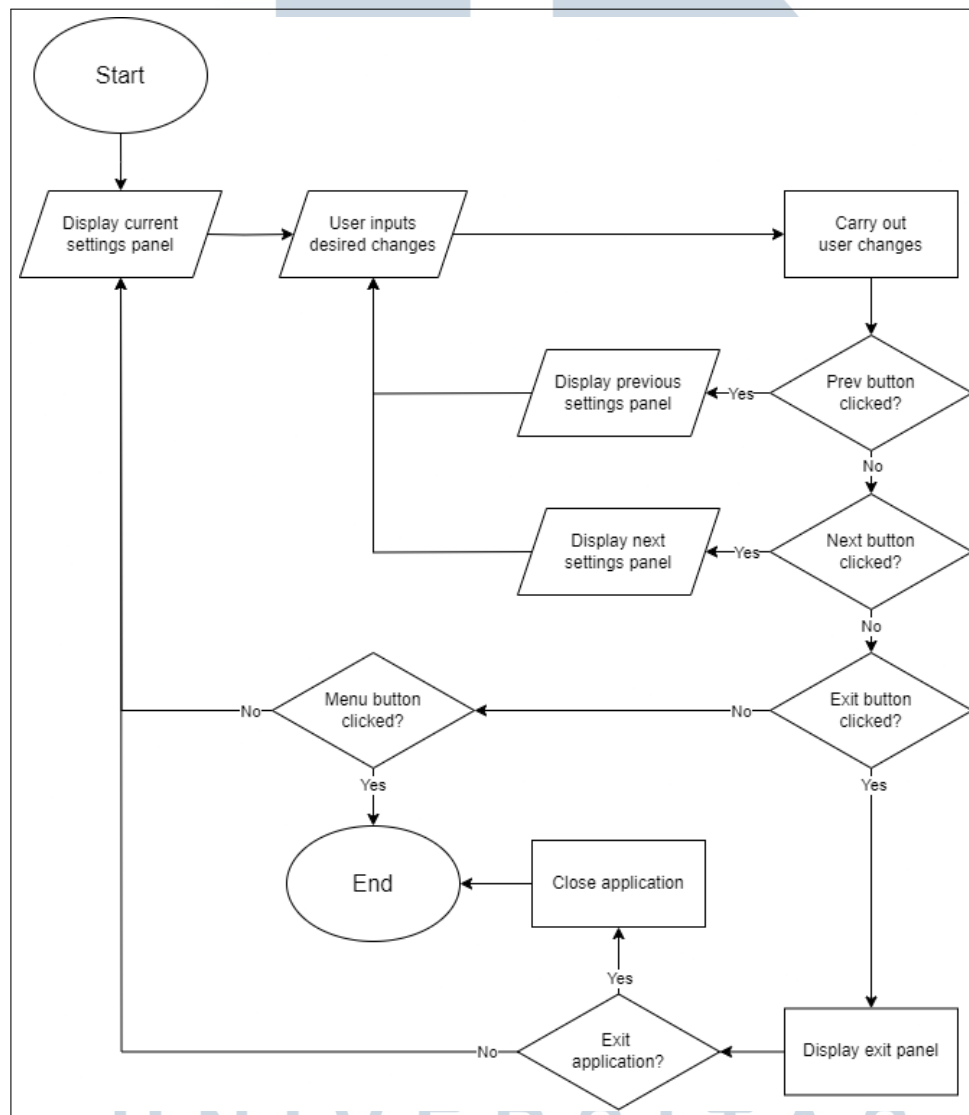 Start
Display current
settings panel
User inputs
desired changes
Carry out
user changes
Display previous
settings panel
Yes
Prev button
clicked?
No
Display next
settings panel
Yes
Next button
clicked?
No
No
Menu button
clicked?
No
Exit button
clicked?
Yes
Yes
End
Close application
Yes
No
Exit
application?
Display exit panel